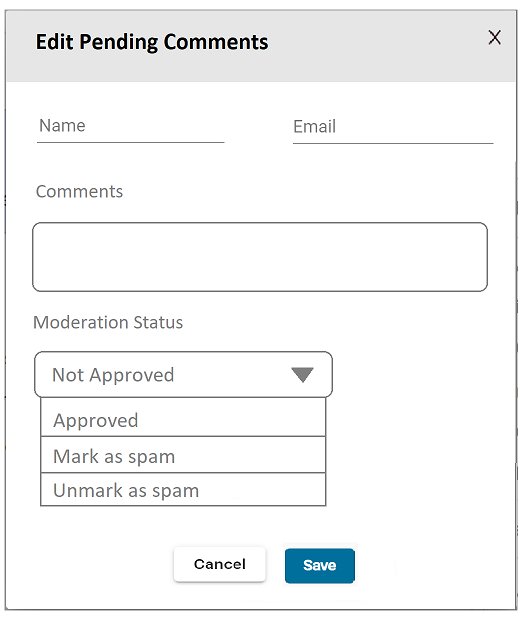 Edit Pending Comments
X
Name
Email
Comments
Moderation Status
Not Approved
Approved
Mark as spam
Unmark as spam
Cancel
Save